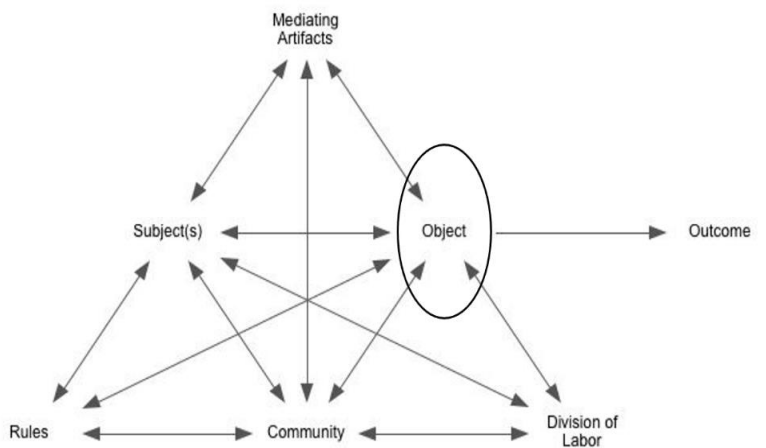 Mediating
Artifacts
Subject(s)
Object
Outcome
Rules
Community
Division of
Labor